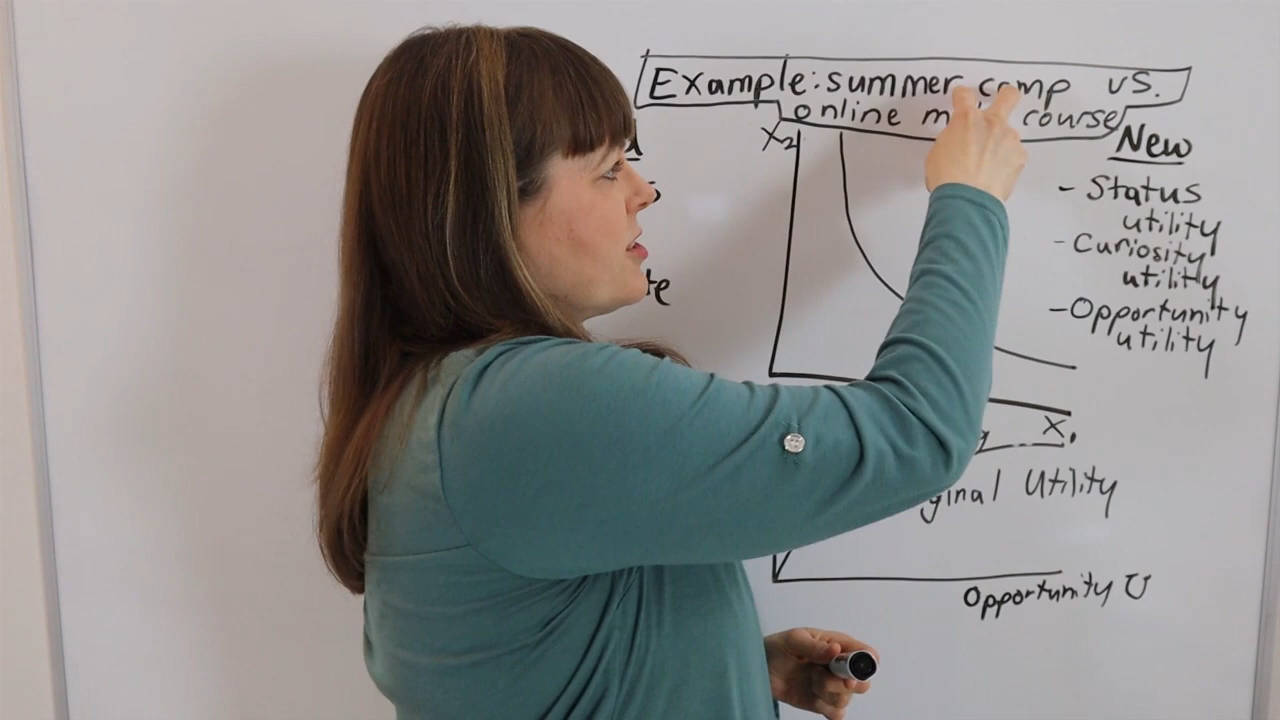 Example: summer camp vs.
online course
X2
New
- Status
utility
- Curiosity
utility
- Opportunity
utility
X1
Utility
Opportunity U